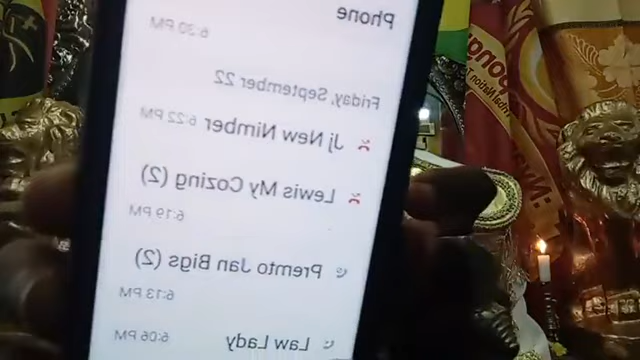 Phone
6:30 PM
Friday, September 22
Jj New Nimber 6:22 PM
Lewis My Cozing (2)
6:19 PM
Premto Jan Bigs (2)
6:13 PM
Law Lady 6:06 PM